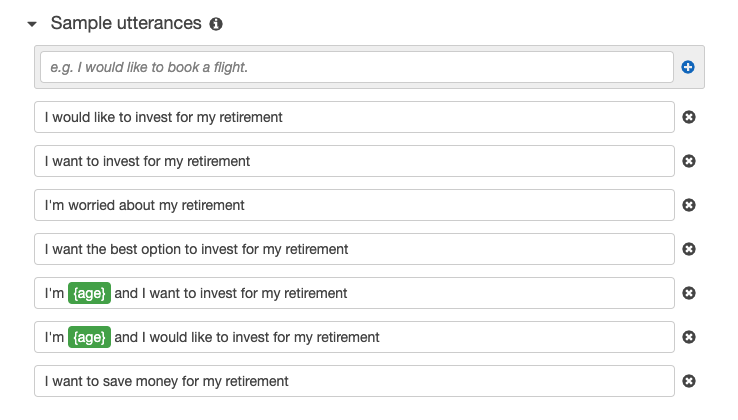 Sample utterances
e.g. I would like to book a flight.
I would like to invest for my retirement
I want to invest for my retirement
I'm worried about my retirement
I want the best option to invest for my retirement
I'm {age} and I want to invest for my retirement
I'm {age} and I would like to invest for my retirement
I want to save money for my retirement